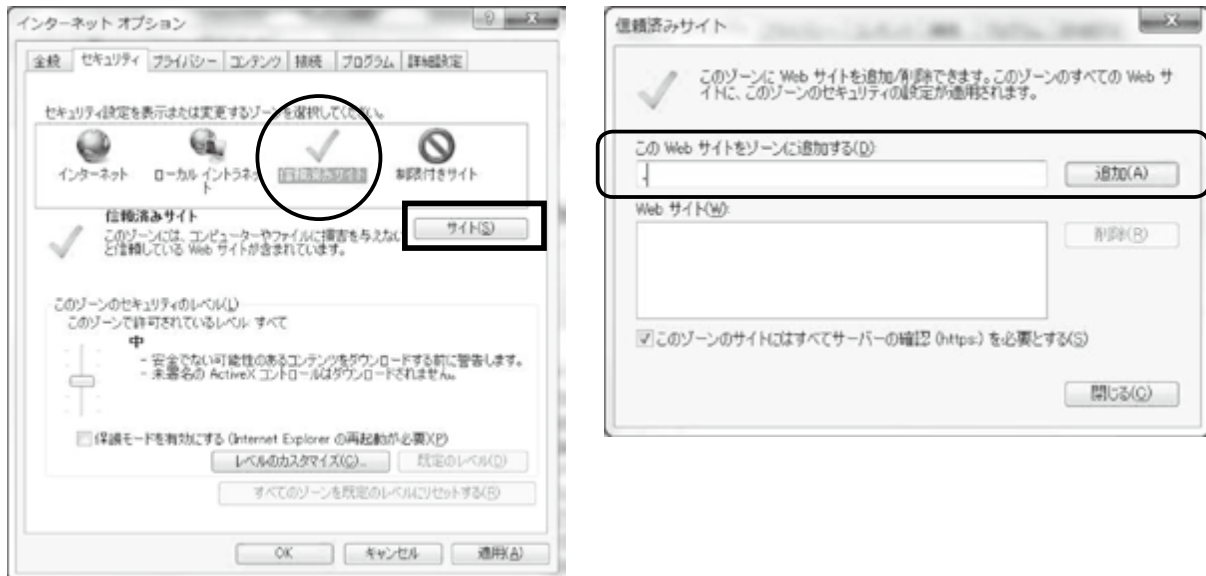 インターネット オプション
全般 セキュリティ プライバシー コンテンツ 接続 プログラム 詳細設定
セキュリティ設定を表示または変更するゾーンを選択してください。
インターネット
ローカル イントラネッ
ト
信頼済みサイト
制限付きサイト
信頼済みサイト
このゾーンには、コンピューターやファイルに損害を与えない
と信頼している Web サイトが含まれています。
サイト(S)
このゾーンのセキュリティのレベル(L)
このゾーンで許可されているレベル: すべて
中
- 安全でない可能性のあるコンテンツをダウンロードする前に警告します。
- 未署名の ActiveX コントロールはダウンロードされません。
保護モードを有効にする (Internet Explorer の再起動が必要)(P)
レベルのカスタマイズ(C)... 既定のレベル(D)
すべてのゾーンを既定のレベルにリセットする(R)
OK キャンセル 適用(A)
信頼済みサイト
このゾーンに Web サイトを追加/削除できます。このゾーンのすべての Web サ
イトに、このゾーンのセキュリティの設定が適用されます。
この Web サイトをゾーンに追加する(D):
追加(A)
Web サイト(W):
削除(R)
このゾーンのサイトにはすべてサーバーの確認 (https:) を必要とする(S)
閉じる(C)